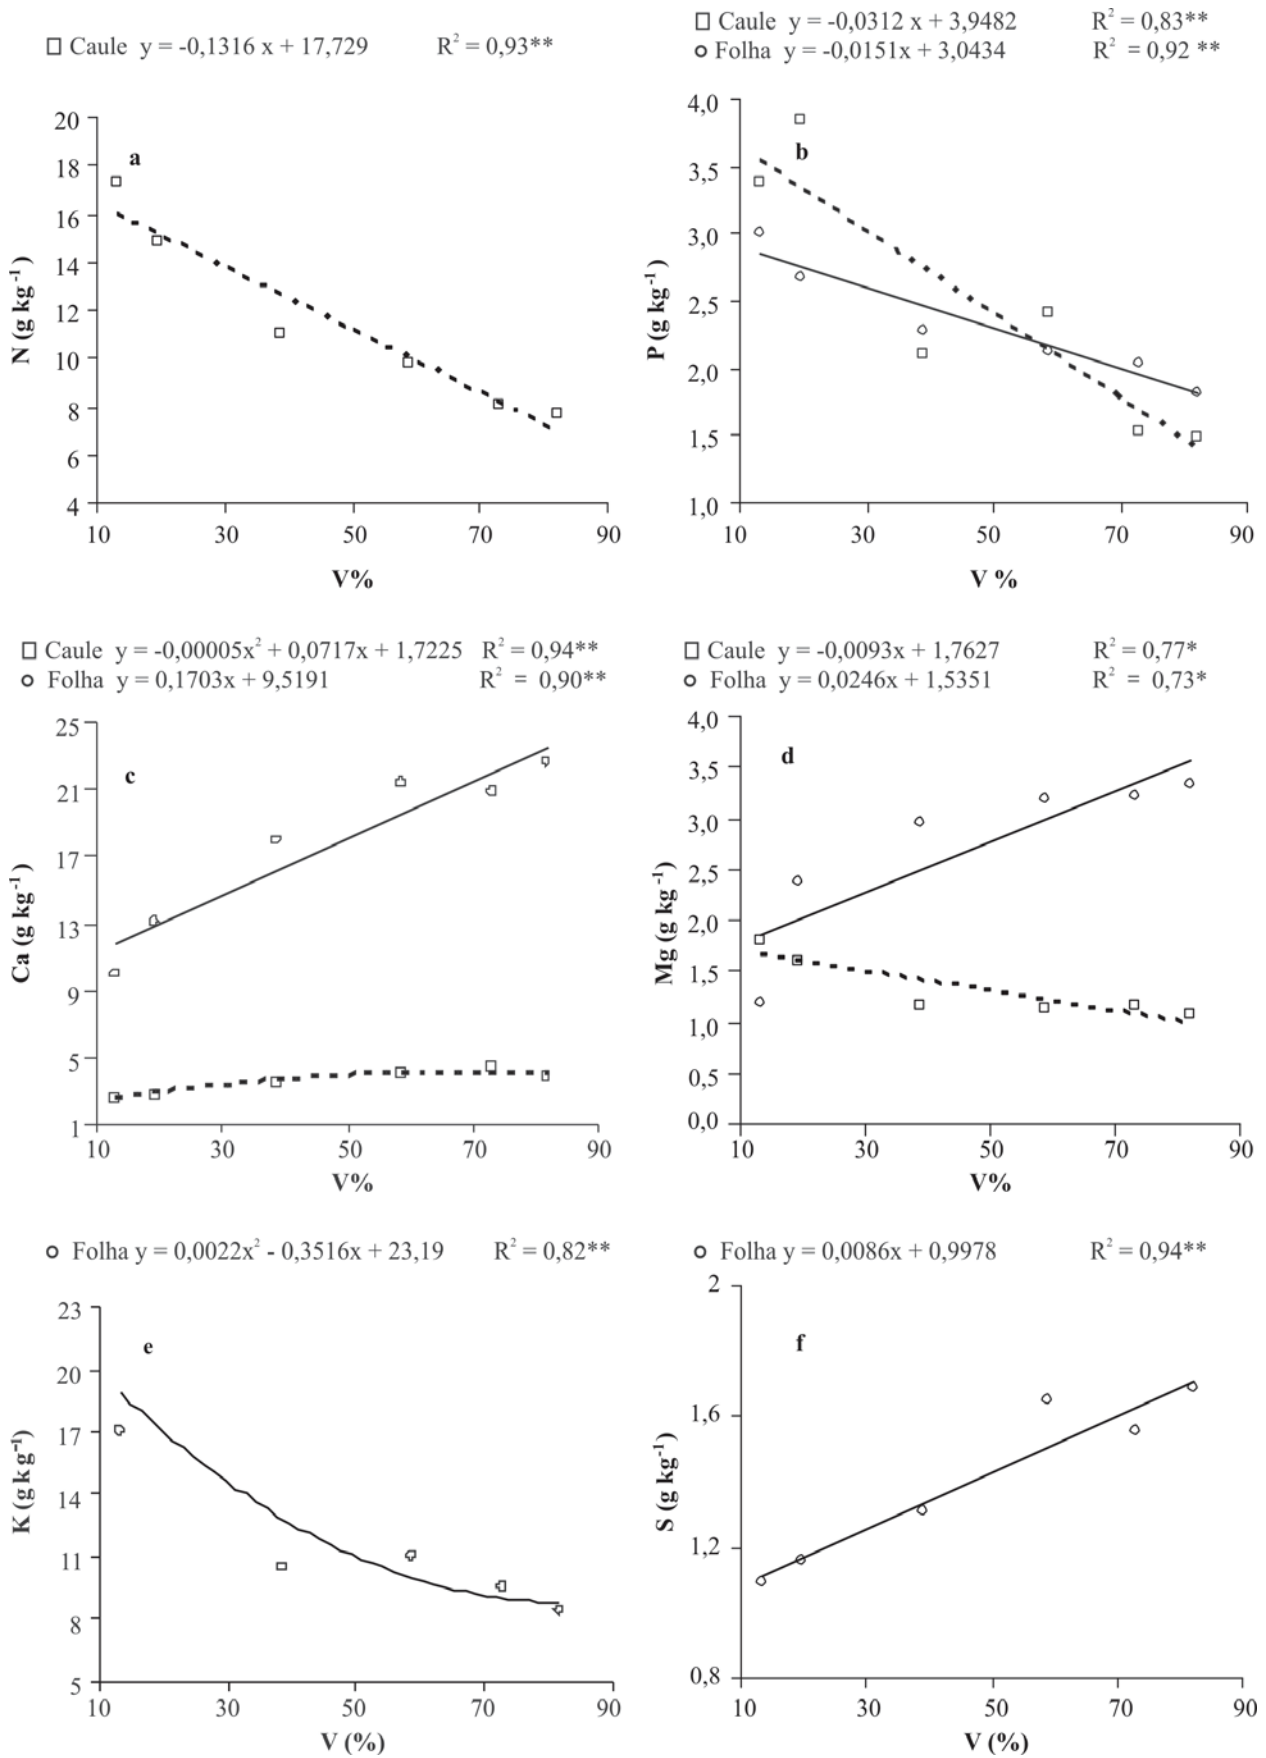 □ Caule y = -0,1316 x + 17,729 R² = 0,93**
20
18
16
14
12
10
8
6
4
a
N (g kg⁻¹)
10 30 50 70 90
V%
□ Caule y = -0,0312 x + 3,9482 R² = 0,83**
○ Folha y = -0,0151x + 3,0434 R² = 0,92 **
4,0
3,5
3,0
2,5
2,0
1,5
1,0
b
P (g kg⁻¹)
10 30 50 70 90
V %
□ Caule y = -0,00005x² + 0,0717x + 1,7225 R² = 0,94**
○ Folha y = 0,1703x + 9,5191 R² = 0,90**
25
21
17
13
9
5
1
c
Ca (g kg⁻¹)
10 30 50 70 90
V%
□ Caule y = -0,0093x + 1,7627 R² = 0,77*
○ Folha y = 0,0246x + 1,5351 R² = 0,73*
4,0
3,5
3,0
2,5
2,0
1,5
1,0
0,5
0,0
d
Mg (g kg⁻¹)
10 30 50 70 90
V%
○ Folha y = 0,0022x² - 0,3516x + 23,19 R² = 0,82**
23
20
17
14
11
8
5
e
K (g kg⁻¹)
10 30 50 70 90
V (%)
○ Folha y = 0,0086x + 0,9978 R² = 0,94**
2
1,6
1,2
0,8
f
S (g kg⁻¹)
10 30 50 70 90
V (%)